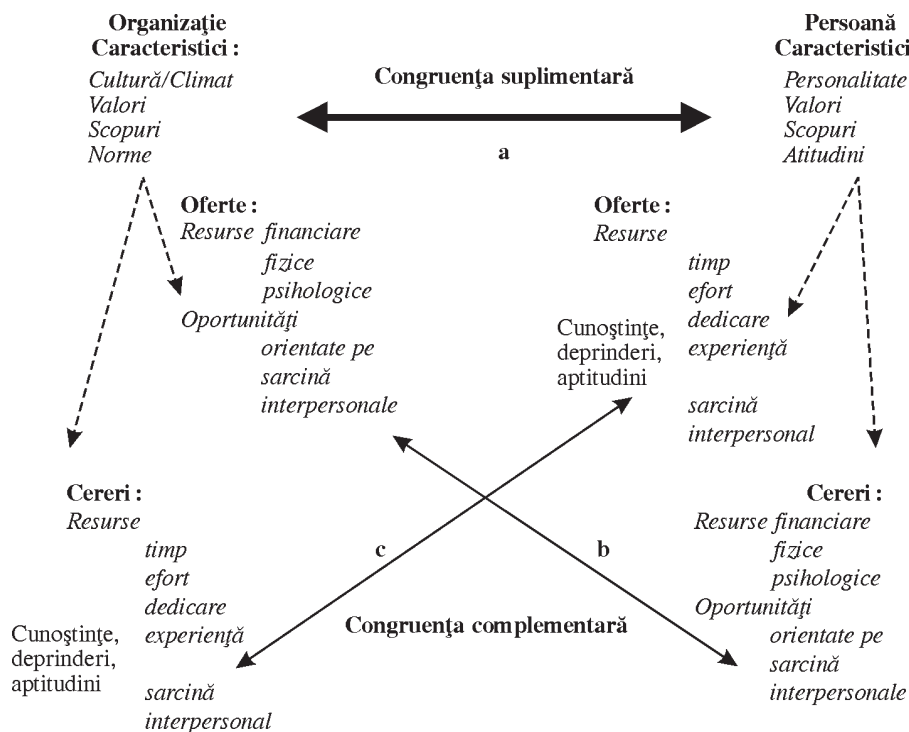 Organizaţie
Caracteristici :
Cultură/Climat
Valori
Scopuri
Norme
Congruenţa suplimentară
a
Persoană
Caracteristici
Personalitate
Valori
Scopuri
Atitudini
Oferte :
Resurse financiare
fizice
psihologice
Oportunităţi
orientate pe
sarcină
interpersonale
Oferte :
Resurse
timp
efort
dedicare
experienţă
Cunoştinţe,
deprinderi,
aptitudini
sarcină
interpersonal
Cereri :
Resurse
timp
efort
dedicare
experienţă
Cunoştinţe,
deprinderi,
aptitudini
sarcină
interpersonal
c
b
Congruenţa complementară
Cereri :
Resurse financiare
fizice
psihologice
Oportunităţi
orientate pe
sarcină
interpersonale